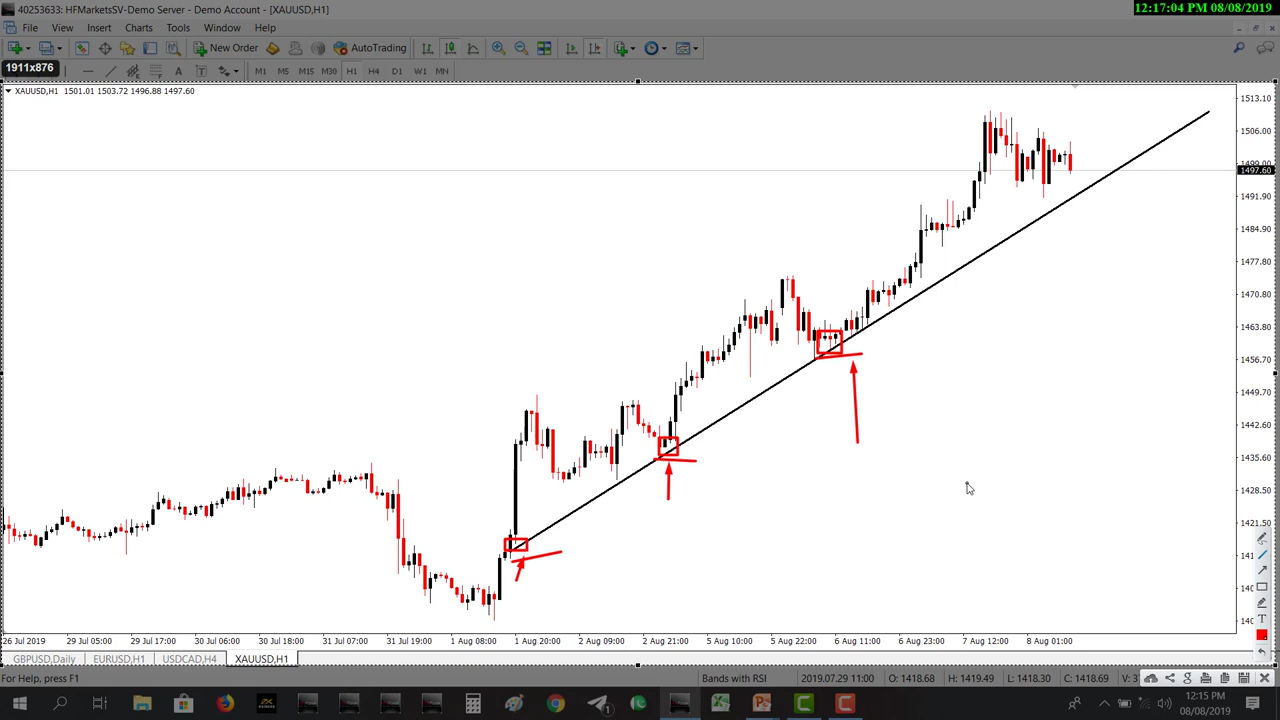 40253633: HFMarketsSV-Demo Server - Demo Account - [XAUUSD,H1]
12:17:04 PM 08/08/2019
File View Insert Charts Tools Window Help
New Order AutoTrading
1911x876
A T M1 M5 M15 M30 H1 H4 D1 W1 MN
XAUUSD,H1 1501.01 1503.72 1496.88 1497.60
1513.10
1506.00
1499.00
1497.60
1491.90
1484.90
1477.80
1470.80
1463.80
1456.70
1449.70
1442.60
1435.60
1428.50
1421.50
26 Jul 2019 29 Jul 05:00 29 Jul 17:00 30 Jul 06:00 30 Jul 18:00 31 Jul 07:00 31 Jul 19:00 1 Aug 08:00 1 Aug 20:00 2 Aug 09:00 2 Aug 21:00 5 Aug 10:00 5 Aug 22:00 6 Aug 11:00 6 Aug 23:00 7 Aug 12:00 8 Aug 01:00
GBPUSD,Daily EURUSD,H1 USDCAD,H4 XAUUSD,H1
For Help, press F1 Bands with RSI 2019.07.29 11:00 O: 1418.68 H: 1419.49 L: 1418.30 C: 1418.69
12:15 PM
08/08/2019